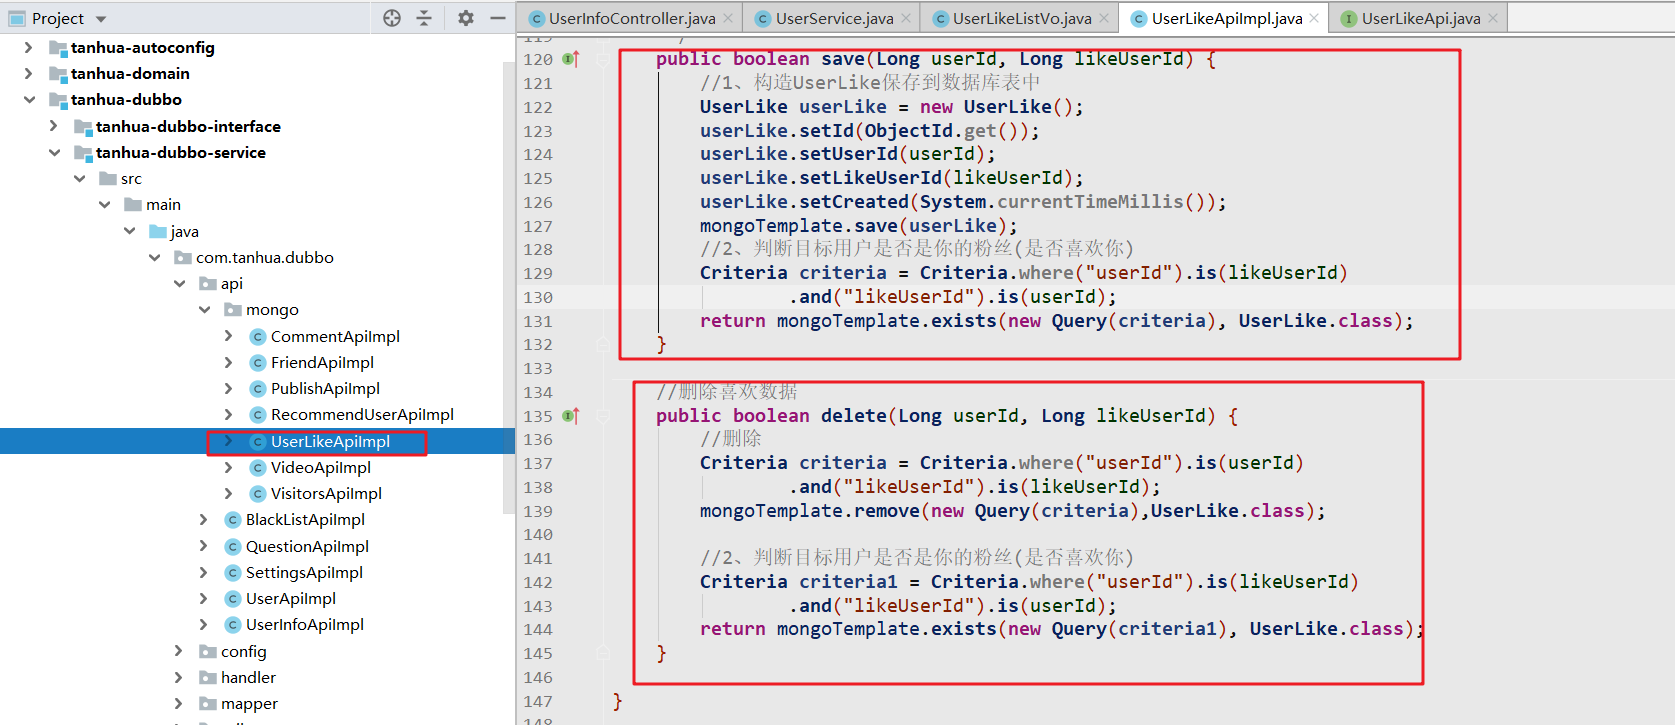 Project
tanhua-autoconfig
tanhua-domain
tanhua-dubbo
tanhua-dubbo-interface
tanhua-dubbo-service
src
main
java
com.tanhua.dubbo
api
mongo
CommentApiImpl
FriendApiImpl
PublishApiImpl
RecommendUserApiImpl
UserLikeApiImpl
VideoApiImpl
VisitorsApiImpl
BlackListApiImpl
QuestionApiImpl
SettingsApiImpl
UserApiImpl
UserInfoApiImpl
config
handler
mapper
UserInfoController.java UserService.java UserLikeListVo.java UserLikeApiImpl.java UserLikeApi.java
119
120 public boolean save(Long userId, Long likeUserId) {
121 //1、构造UserLike保存到数据库表中
122 UserLike userLike = new UserLike();
123 userLike.setId(ObjectId.get());
124 userLike.setUserId(userId);
125 userLike.setLikeUserId(likeUserId);
126 userLike.setCreated(System.currentTimeMillis());
127 mongoTemplate.save(userLike);
128 //2、判断目标用户是否是你的粉丝(是否喜欢你)
129 Criteria criteria = Criteria.where("userId").is(likeUserId)
130 .and("likeUserId").is(userId);
131 return mongoTemplate.exists(new Query(criteria), UserLike.class);
132 }
133
134 //删除喜欢数据
135 public boolean delete(Long userId, Long likeUserId) {
136 //删除
137 Criteria criteria = Criteria.where("userId").is(userId)
138 .and("likeUserId").is(likeUserId);
139 mongoTemplate.remove(new Query(criteria),UserLike.class);
140
141 //2、判断目标用户是否是你的粉丝(是否喜欢你)
142 Criteria criteria1 = Criteria.where("userId").is(likeUserId)
143 .and("likeUserId").is(userId);
144 return mongoTemplate.exists(new Query(criteria1), UserLike.class);
145 }
146
147 }
148